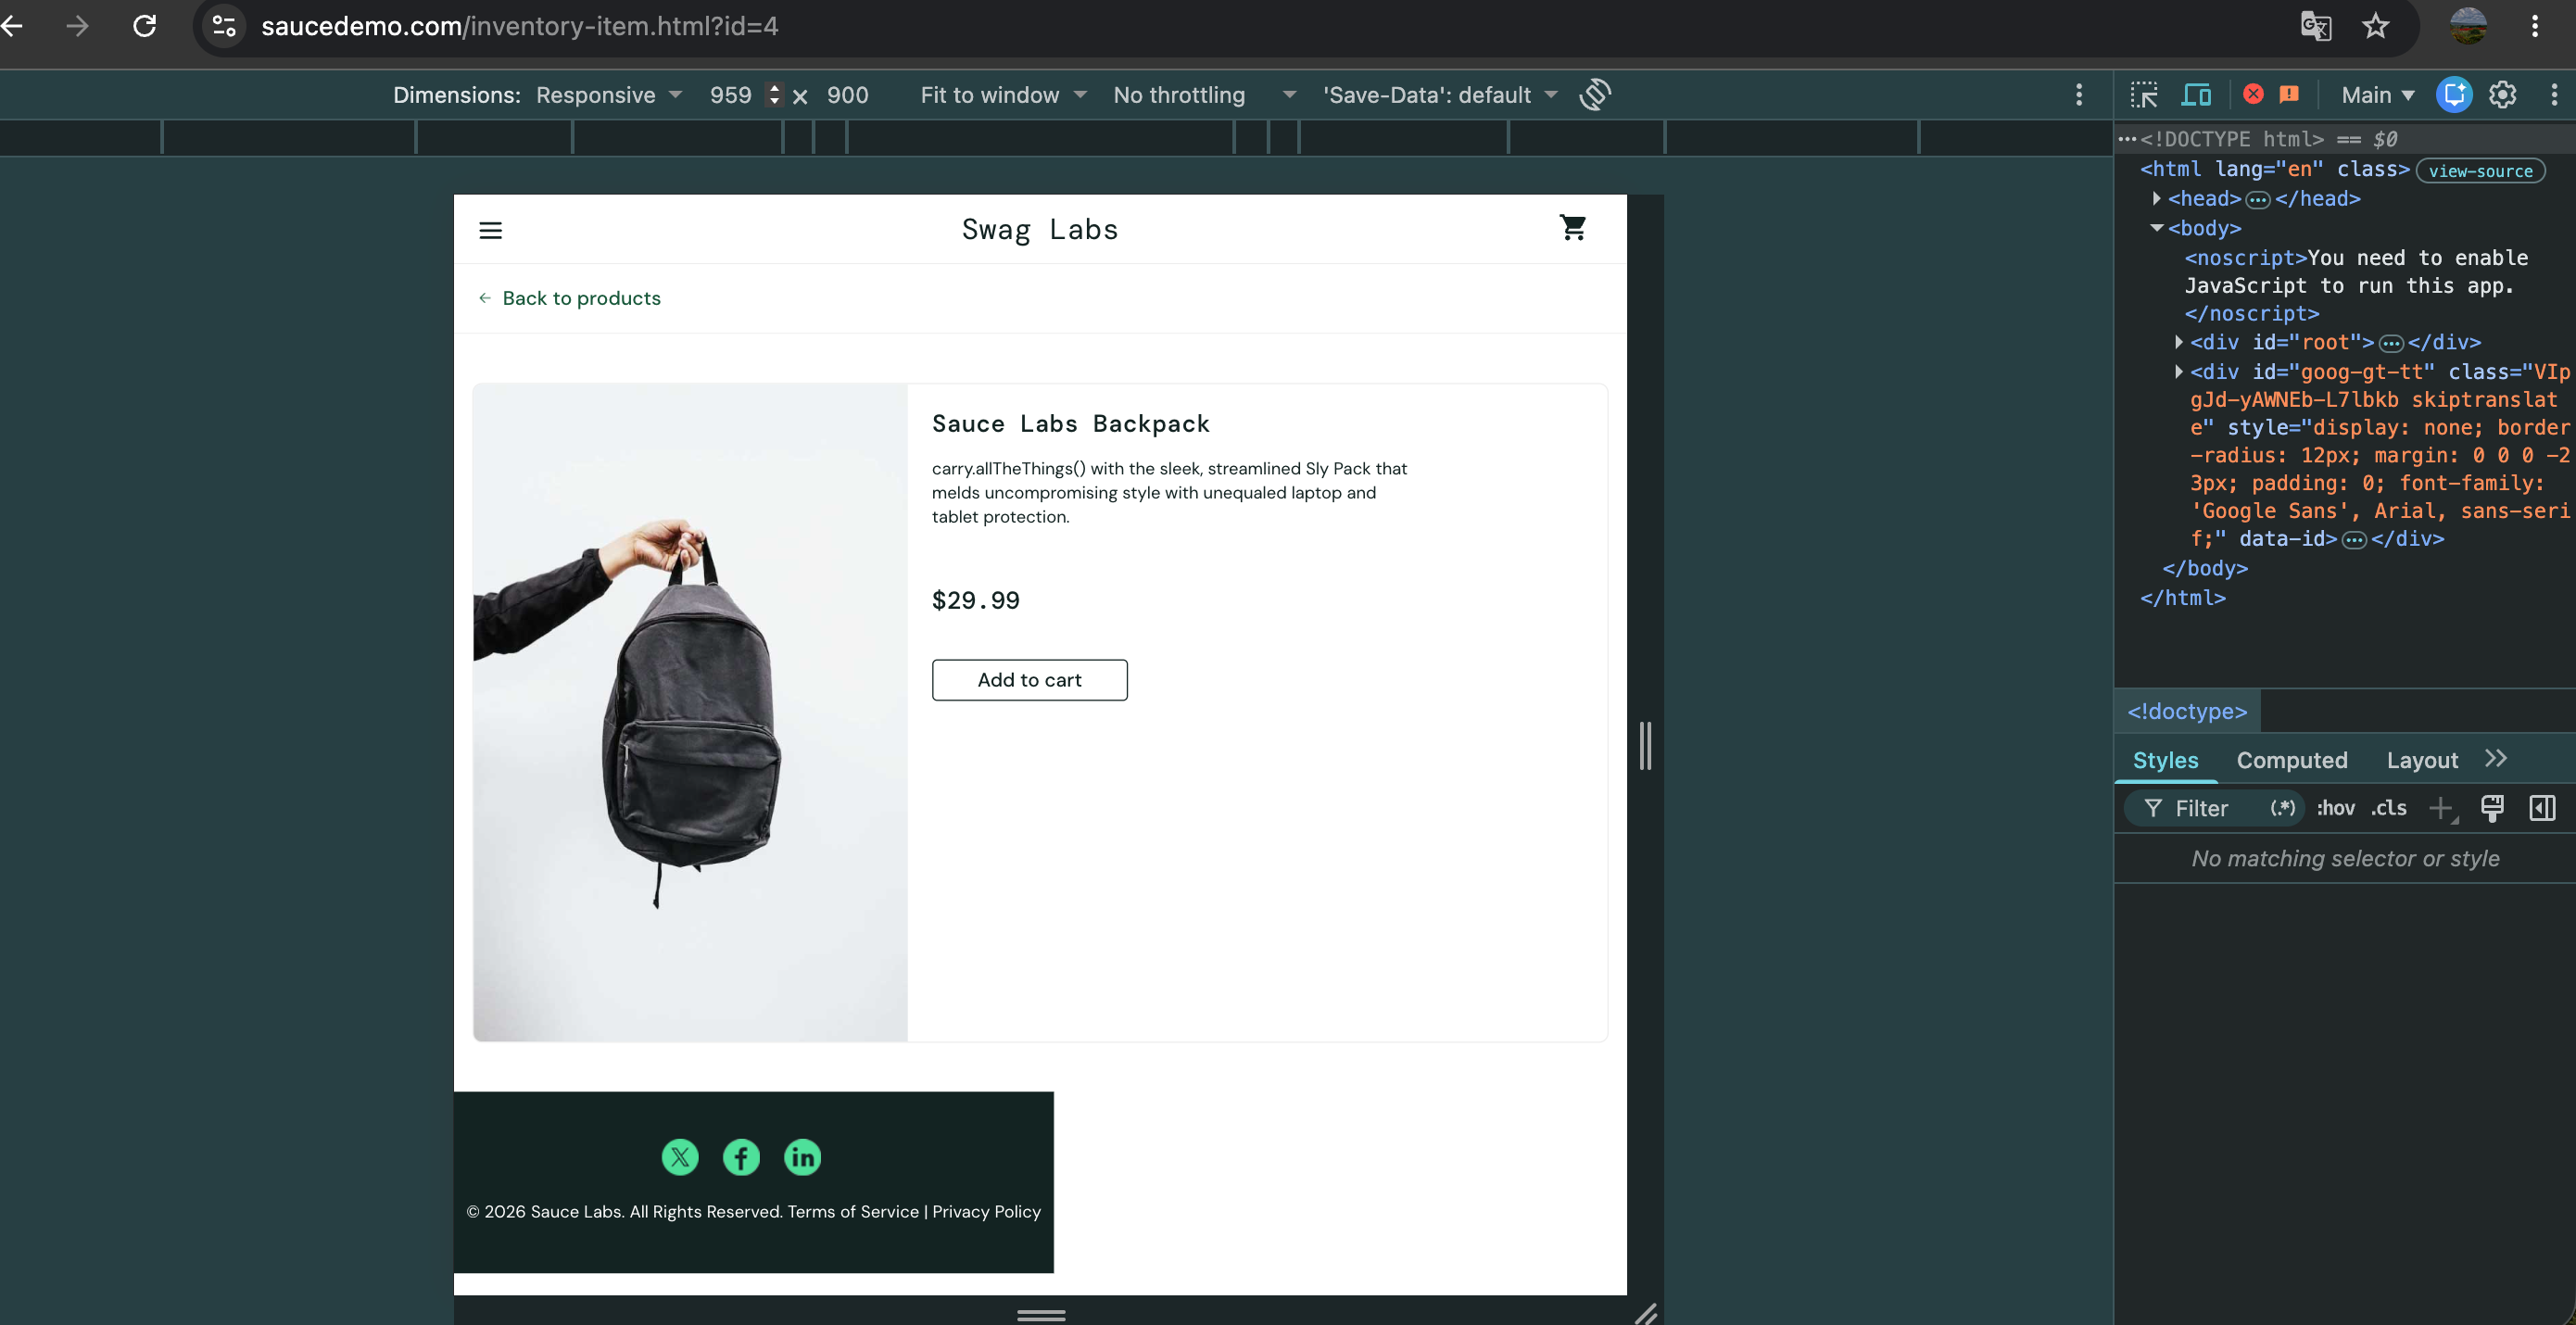 saucedemo.com/inventory-item.html?id=4
Dimensions: Responsive 959 × 900 Fit to window No throttling 'Save-Data': default
Main
Swag Labs
← Back to products
Sauce Labs Backpack
carry.allTheThings() with the sleek, streamlined Sly Pack that
melds uncompromising style with unequaled laptop and
tablet protection.
$29.99
Add to cart
© 2026 Sauce Labs. All Rights Reserved. Terms of Service | Privacy Policy
<!DOCTYPE html> == $0
<html lang="en" class> view-source
<head>…</head>
<body>
<noscript>You need to enable
JavaScript to run this app.
</noscript>
<div id="root">…</div>
<div id="goog-gt-tt" class="VIp
gJd-yAWNEb-L7lbkb skiptranslat
e" style="display: none; border
-radius: 12px; margin: 0 0 0 -2
3px; padding: 0; font-family:
'Google Sans', Arial, sans-seri
f;" data-id>…</div>
</body>
</html>
<!doctype>
Styles Computed Layout
Filter (.*) :hov .cls
No matching selector or style